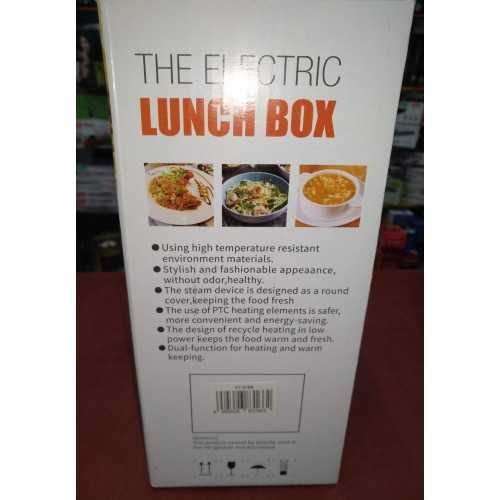 THE ELECTRIC
LUNCH BOX
● Using high temperature resistant
environment materials.
● Stylish and fashionable appeaance,
without odor,healthy.
● The steam device is designed as a round
cover,keeping the food fresh
● The use of PTC heating elements is safer,
more convenient and energy-saving.
● The design of recycle heating in low
power keeps the food warm and fresh.
● Dual-function for heating and warm
keeping.